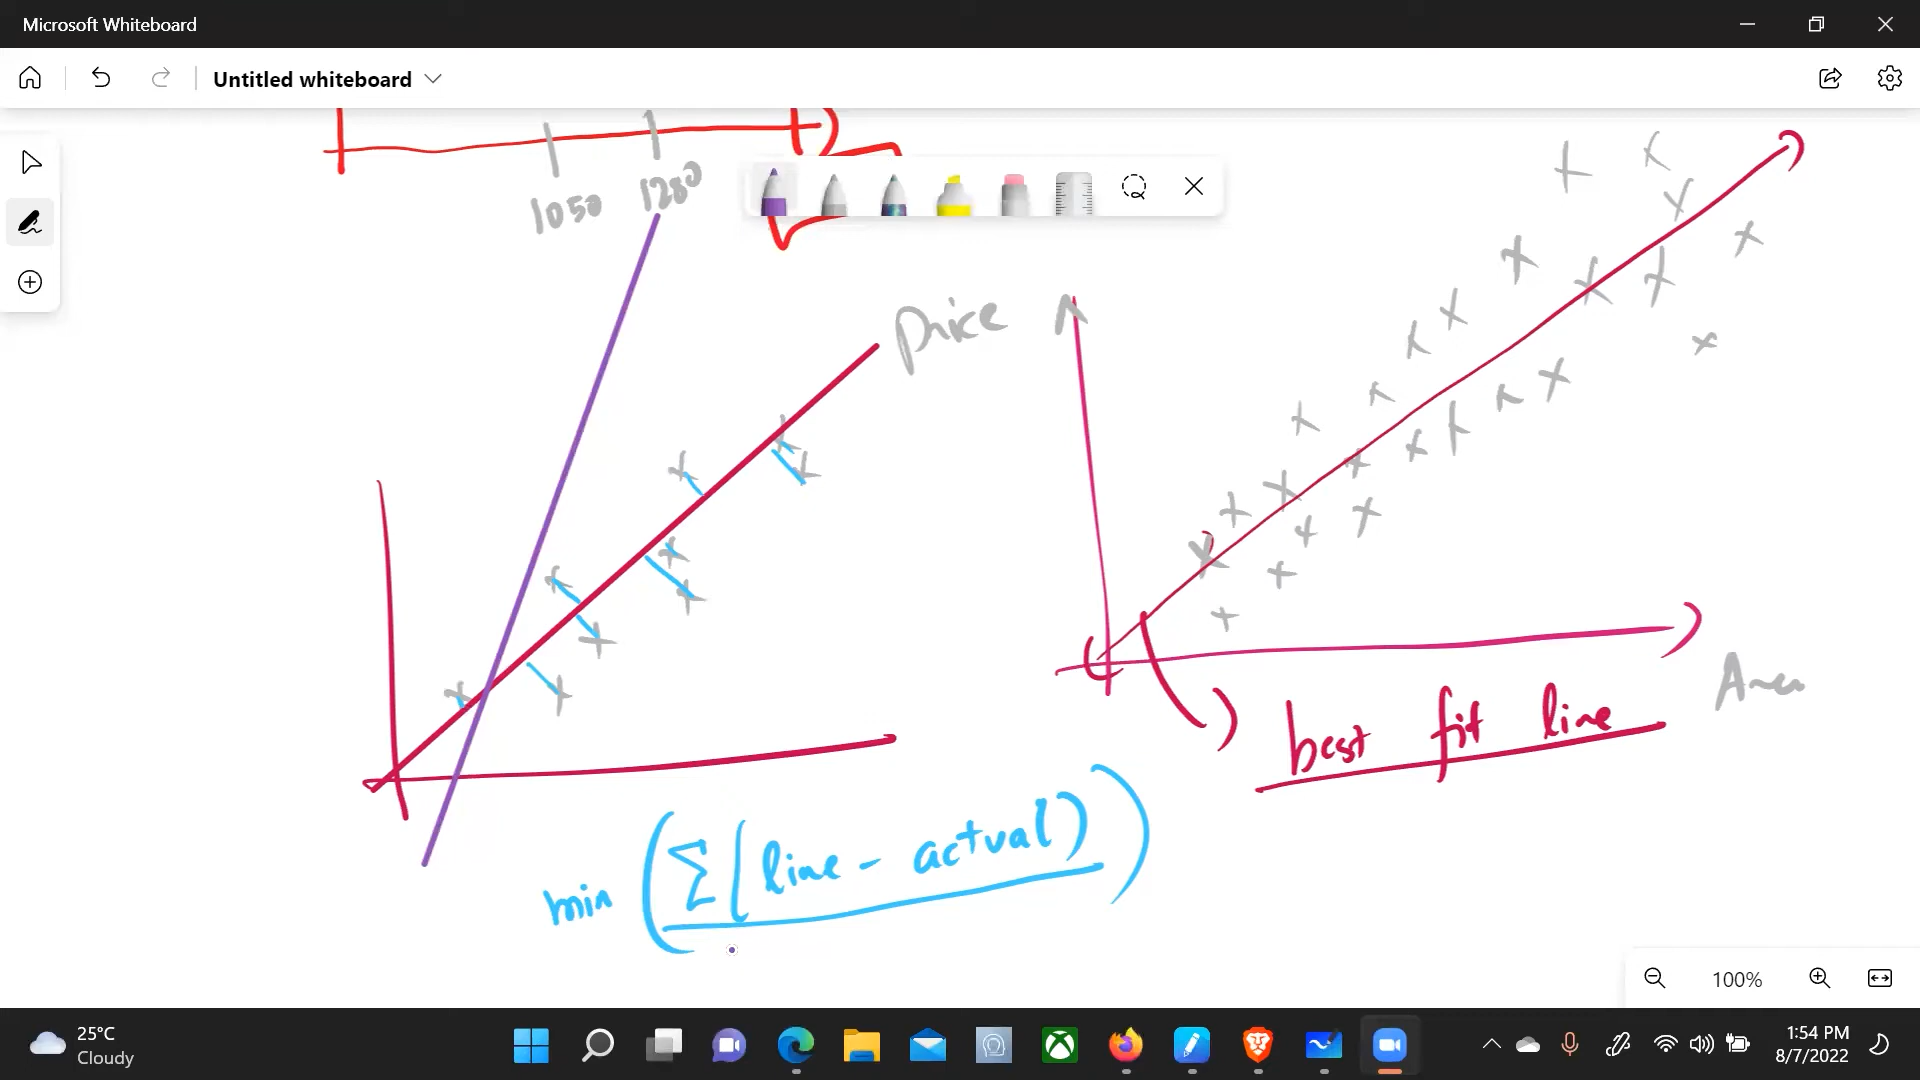 Microsoft Whiteboard
Untitled whiteboard
1050 1280
Price
Area
best fit line
min (Σ(line - actual))
100%
25°C
Cloudy
1:54 PM
8/7/2022